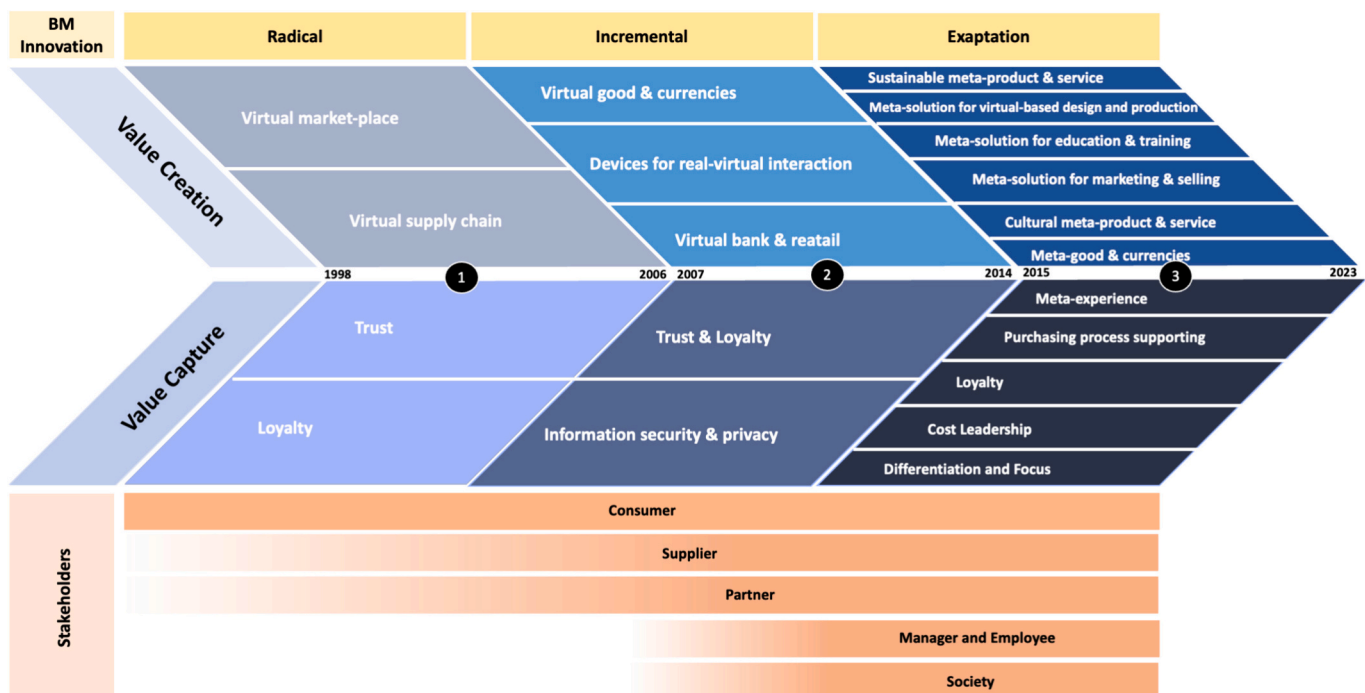 BM
Innovation
Radical
Incremental
Exaptation
Value Creation
Virtual market-place
Virtual supply chain
Virtual good & currencies
Devices for real-virtual interaction
Virtual bank & reatail
Sustainable meta-product & service
Meta-solution for virtual-based design and production
Meta-solution for education & training
Meta-solution for marketing & selling
Cultural meta-product & service
Meta-good & currencies
1998
1
2006
2007
2
2014
2015
3
2023
Value Capture
Trust
Loyalty
Trust & Loyalty
Information security & privacy
Meta-experience
Purchasing process supporting
Loyalty
Cost Leadership
Differentiation and Focus
Stakeholders
Consumer
Supplier
Partner
Manager and Employee
Society